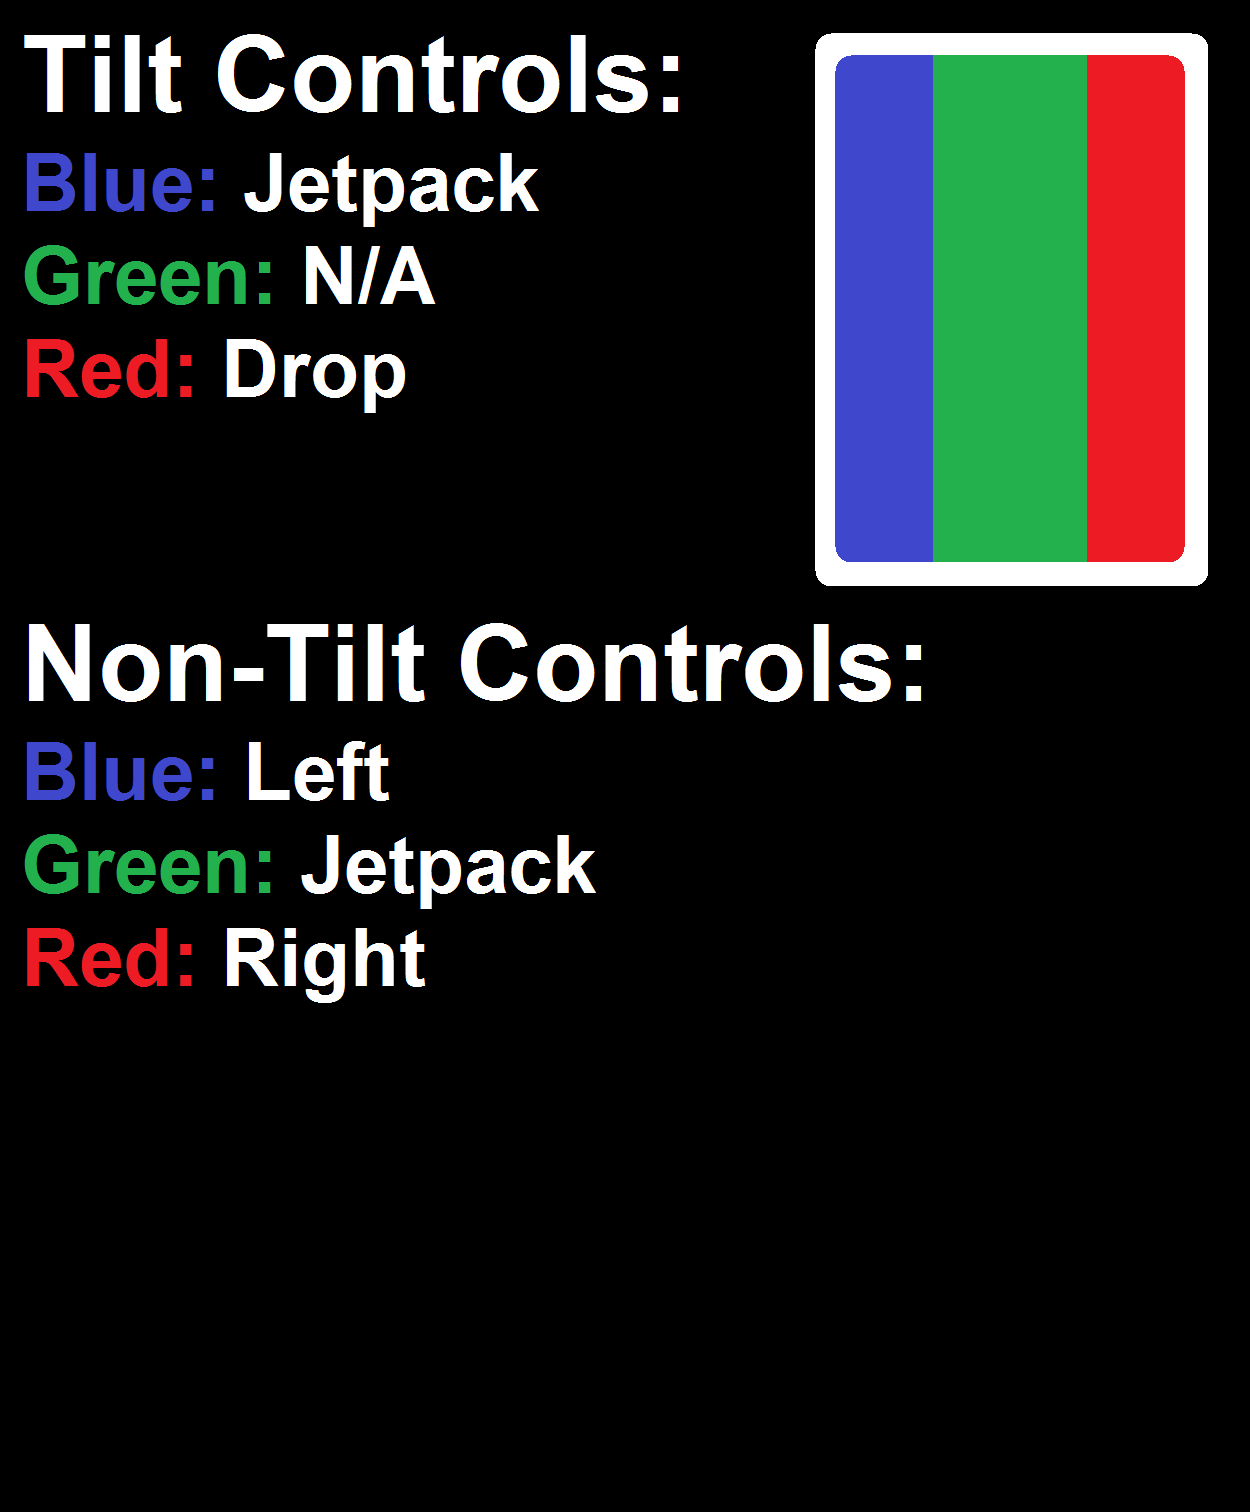 Tilt Controls:
Blue: Jetpack
Green: N/A
Red: Drop
Non-Tilt Controls:
Blue: Left
Green: Jetpack
Red: Right